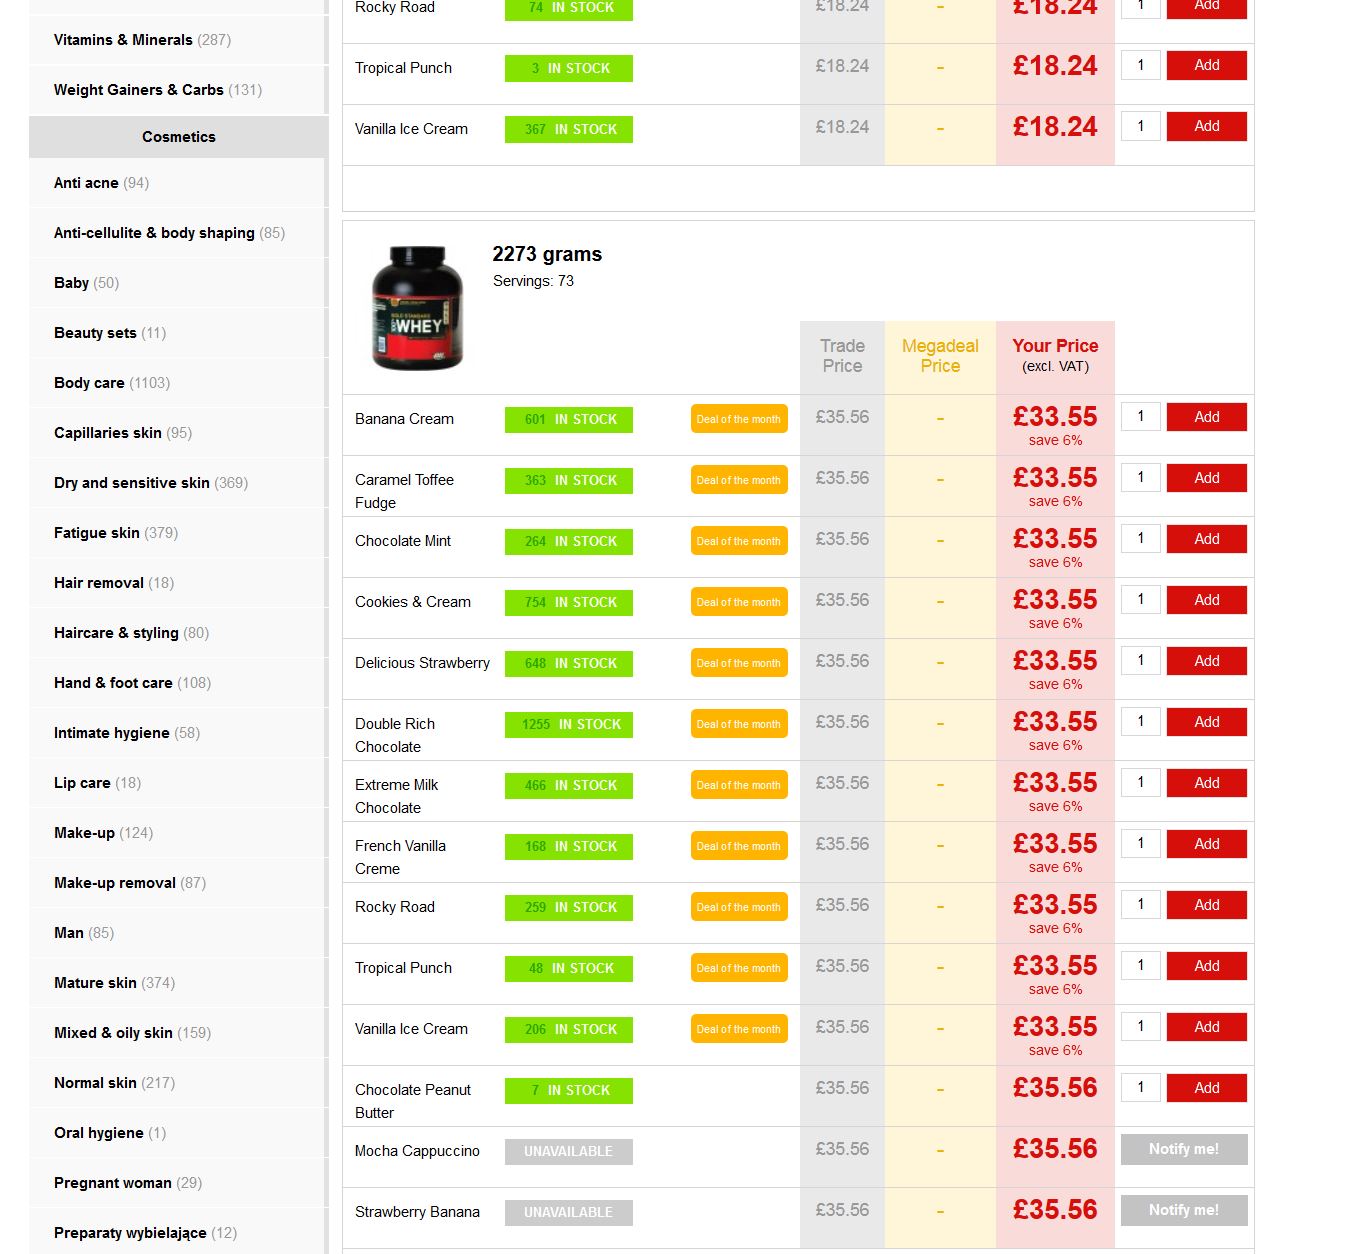 Rocky Road 74 IN STOCK £18.24 - £18.24 1 Add
Vitamins & Minerals (287)
Tropical Punch 3 IN STOCK £18.24 - £18.24 1 Add
Weight Gainers & Carbs (131)
Vanilla Ice Cream 367 IN STOCK £18.24 - £18.24 1 Add
Cosmetics
Anti acne (94)
Anti-cellulite & body shaping (85)
Baby (50)
Beauty sets (11)
Body care (1103)
Capillaries skin (95)
Dry and sensitive skin (369)
Fatigue skin (379)
Hair removal (18)
Haircare & styling (80)
Hand & foot care (108)
Intimate hygiene (58)
Lip care (18)
Make-up (124)
Make-up removal (87)
Man (85)
Mature skin (374)
Mixed & oily skin (159)
Normal skin (217)
Oral hygiene (1)
Pregnant woman (29)
Preparaty wybielające (12)
2273 grams
Servings: 73
GOLD STANDARD
WHEY
Trade Megadeal Your Price
Price Price (excl. VAT)
Banana Cream 601 IN STOCK Deal of the month £35.56 - £33.55 1 Add
save 6%
Caramel Toffee 363 IN STOCK Deal of the month £35.56 - £33.55 1 Add
Fudge save 6%
Chocolate Mint 264 IN STOCK Deal of the month £35.56 - £33.55 1 Add
save 6%
Cookies & Cream 754 IN STOCK Deal of the month £35.56 - £33.55 1 Add
save 6%
Delicious Strawberry 648 IN STOCK Deal of the month £35.56 - £33.55 1 Add
save 6%
Double Rich 1255 IN STOCK Deal of the month £35.56 - £33.55 1 Add
Chocolate save 6%
Extreme Milk 466 IN STOCK Deal of the month £35.56 - £33.55 1 Add
Chocolate save 6%
French Vanilla 168 IN STOCK Deal of the month £35.56 - £33.55 1 Add
Creme save 6%
Rocky Road 259 IN STOCK Deal of the month £35.56 - £33.55 1 Add
save 6%
Tropical Punch 48 IN STOCK Deal of the month £35.56 - £33.55 1 Add
save 6%
Vanilla Ice Cream 206 IN STOCK Deal of the month £35.56 - £33.55 1 Add
save 6%
Chocolate Peanut 7 IN STOCK £35.56 - £35.56 1 Add
Butter
Mocha Cappuccino UNAVAILABLE £35.56 - £35.56 Notify me!
Strawberry Banana UNAVAILABLE £35.56 - £35.56 Notify me!